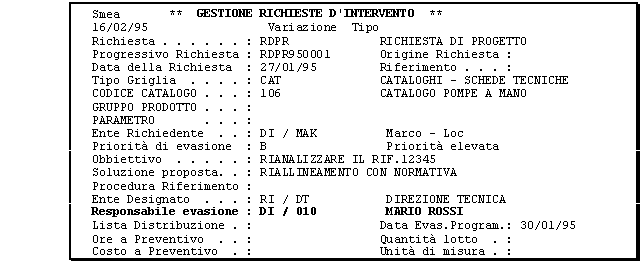 Smea ** GESTIONE RICHIESTE D'INTERVENTO **
16/02/95 Variazione Tipo
Richiesta . . . . . . : RDPR RICHIESTA DI PROGETTO
Progressivo Richiesta : RDPR950001 Origine Richiesta :
Data della Richiesta : 27/01/95 Riferimento . . . . :
Tipo Griglia . . . . : CAT CATALOGHI - SCHEDE TECNICHE
CODICE CATALOGO . . . : 106 CATALOGO POMPE A MANO
GRUPPO PRODOTTO . . . :
PARAMETRO . . . :
Ente Richiedente . . : DI / MAK Marco - Loc
Priorità di evasione : B Priorità elevata
Obbiettivo . . . . . : RIANALIZZARE IL RIF.12345
Soluzione proposta. . : RIALLINEAMENTO CON NORMATIVA
Procedura Riferimento :
Ente Designato . . . : RI / DT DIREZIONE TECNICA
Responsabile evasione : DI / 010 MARIO ROSSI
Lista Distribuzione . : Data Evas.Program.: 30/01/95
Ore a Preventivo . . : Quantità lotto . :
Costo a Preventivo . : Unità di misura . :